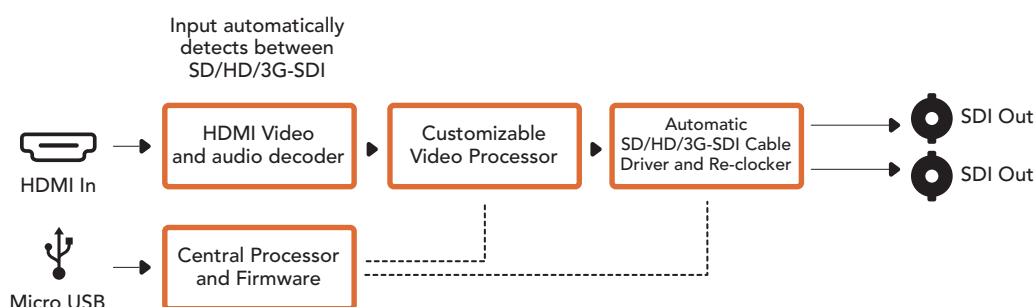 Input automatically
detects between
SD/HD/3G-SDI
HDMI In
HDMI Video
and audio decoder
Customizable
Video Processor
Automatic
SD/HD/3G-SDI Cable
Driver and Re-clocker
SDI Out
SDI Out
Micro USB
Central Processor
and Firmware